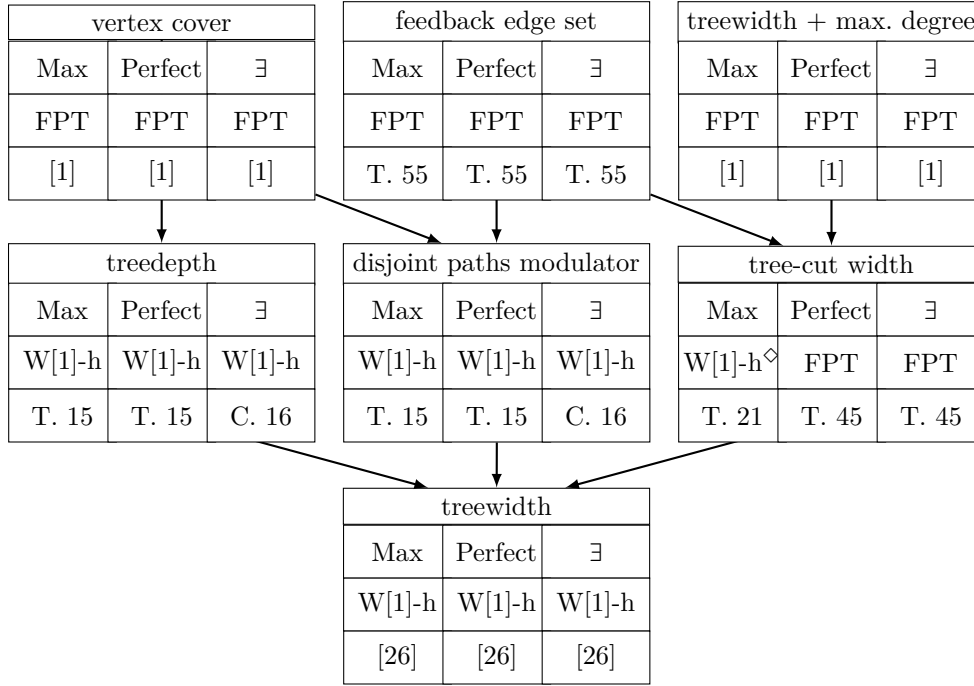 vertex cover
Max Perfect ∃
FPT FPT FPT
[1] [1] [1]
feedback edge set
Max Perfect ∃
FPT FPT FPT
T. 55 T. 55 T. 55
treewidth + max. degree
Max Perfect ∃
FPT FPT FPT
[1] [1] [1]
treedepth
Max Perfect ∃
W[1]-h W[1]-h W[1]-h
T. 15 T. 15 C. 16
disjoint paths modulator
Max Perfect ∃
W[1]-h W[1]-h W[1]-h
T. 15 T. 15 C. 16
tree-cut width
Max Perfect ∃
W[1]-h◇ FPT FPT
T. 21 T. 45 T. 45
treewidth
Max Perfect ∃
W[1]-h W[1]-h W[1]-h
[26] [26] [26]